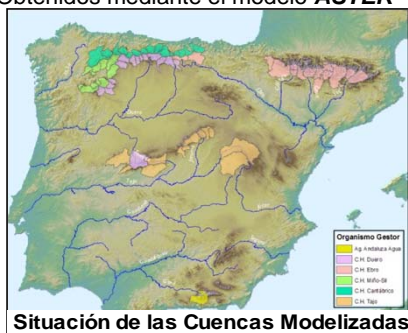 Obtenidos mediante el modelo ASTER
Tajo
Organismo Gestor
Ag. Andaluza Agua
C.H. Duero
C.H. Ebro
C.H. Miño-Sil
C.H. Cantábrico
C.H. Tajo
Situación de las Cuencas Modelizadas